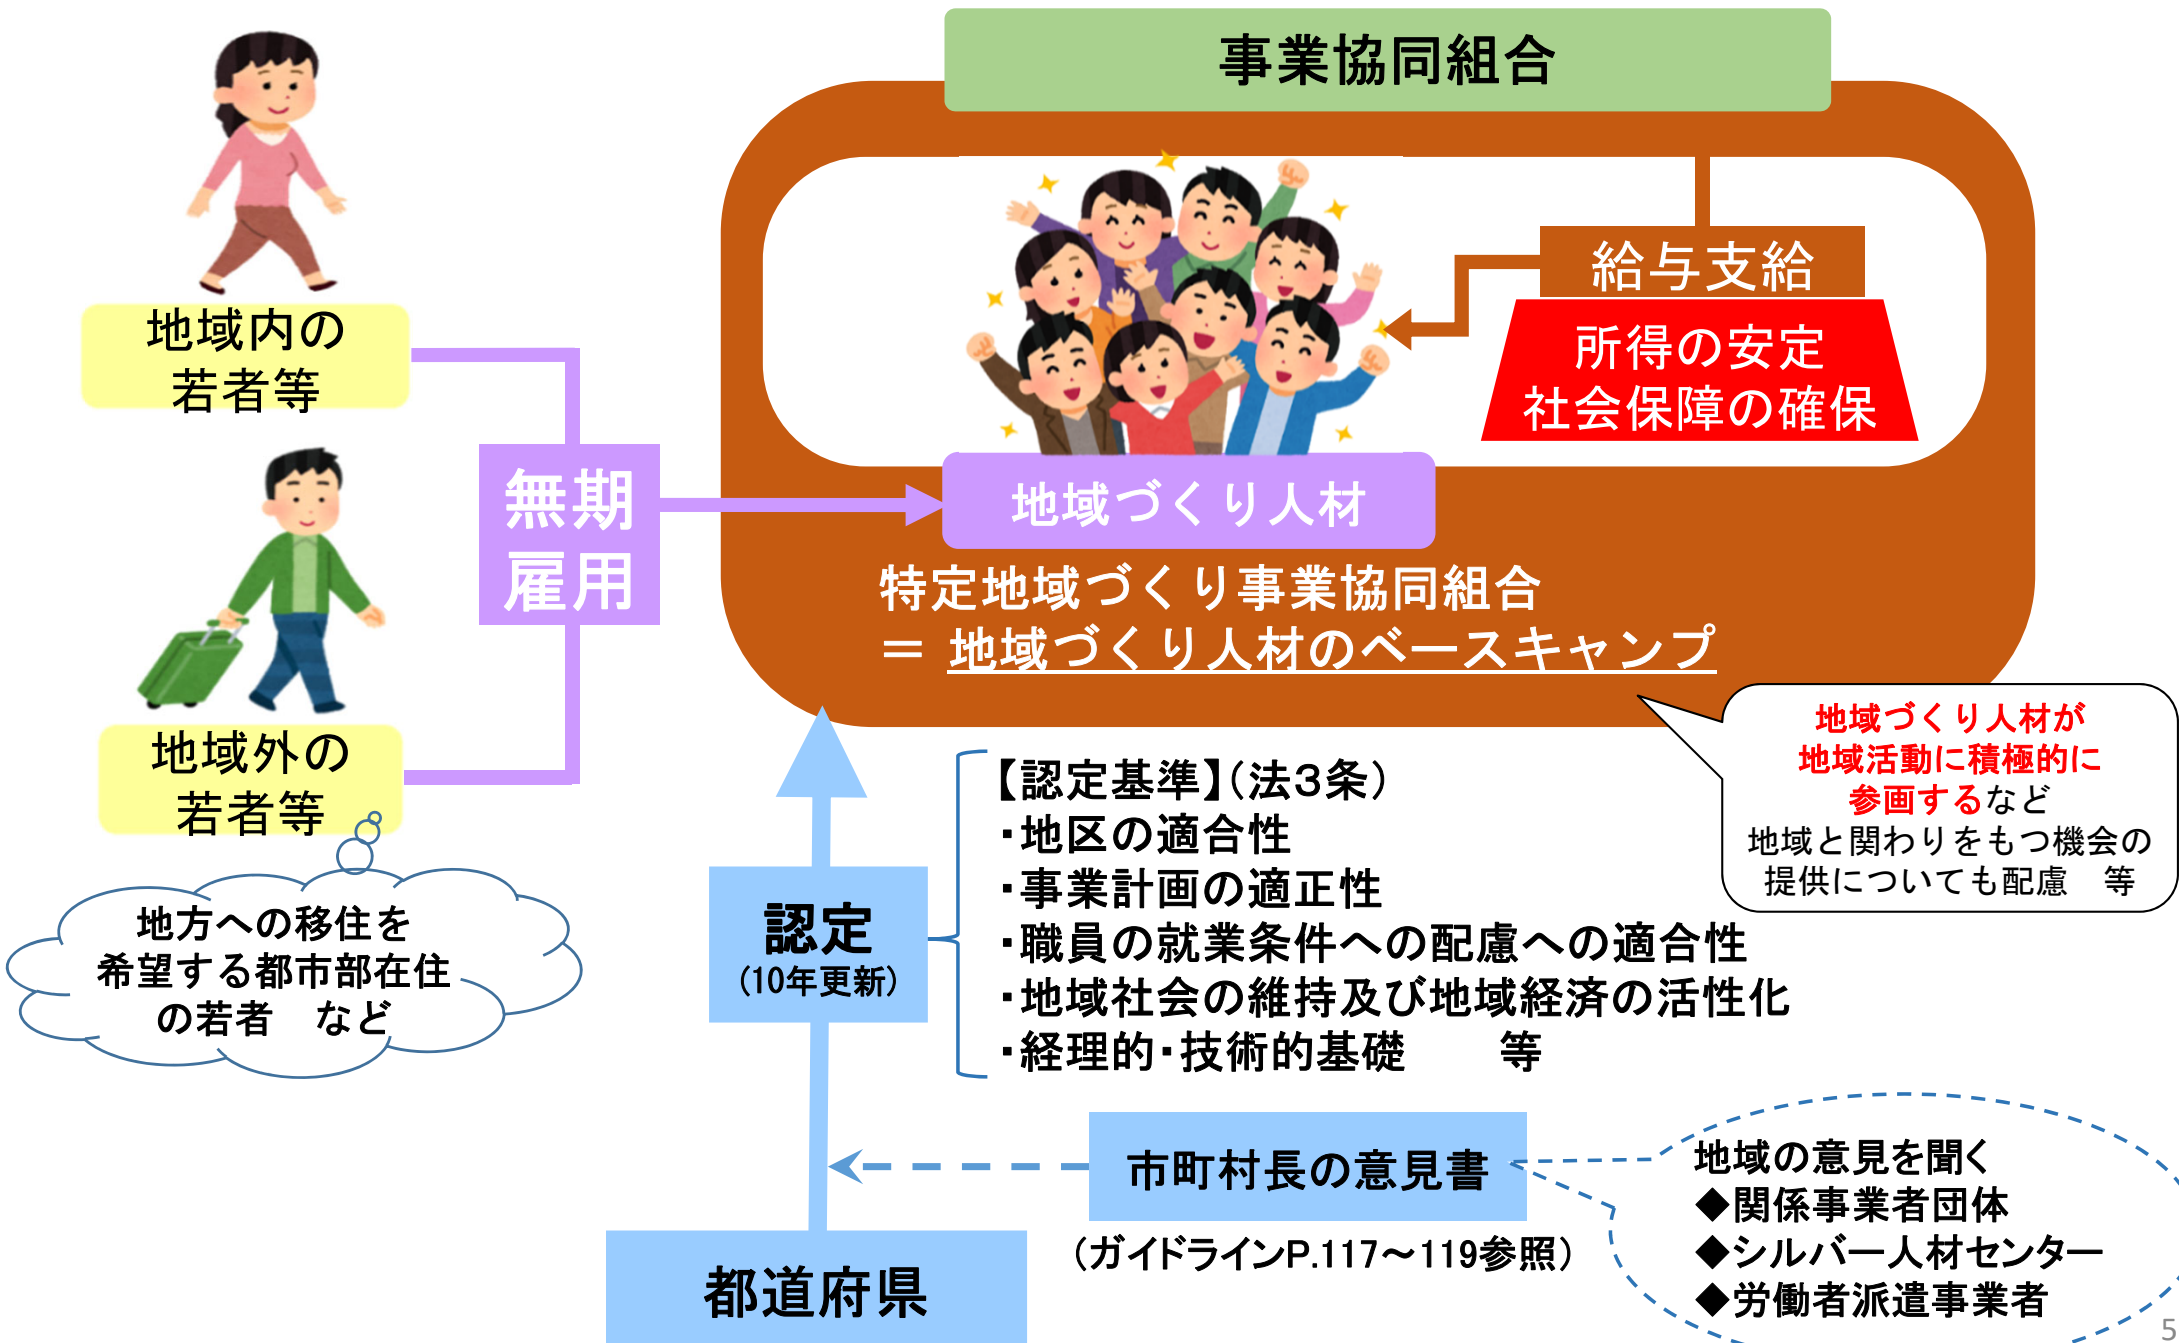 事業協同組合
給与支給
所得の安定
社会保障の確保
地域内の
若者等
無期
雇用
地域づくり人材
特定地域づくり事業協同組合
＝ 地域づくり人材のベースキャンプ
地域外の
若者等
地方への移住を
希望する都市部在住
の若者　など
地域づくり人材が
地域活動に積極的に
参画するなど
地域と関わりをもつ機会の
提供についても配慮　等
認定
（10年更新）
【認定基準】（法３条）
・地区の適合性
・事業計画の適正性
・職員の就業条件への配慮への適合性
・地域社会の維持及び地域経済の活性化
・経理的・技術的基礎　　等
市町村長の意見書
（ガイドラインP.117～119参照）
地域の意見を聞く
◆関係事業者団体
◆シルバー人材センター
◆労働者派遣事業者
都道府県
5